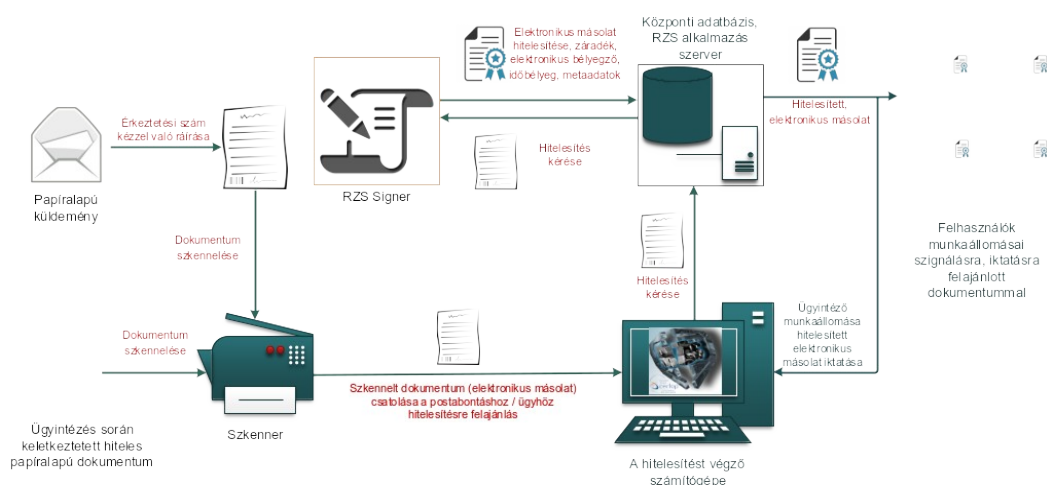 Központi adatbázis,
RZS alkalmazás
szerver
Elektronikus másolat
hitelesítése, záradék,
elektronikus bélyegző,
időbélyeg, metaadatok
Hitelesített,
elektronikus másolat
Érkeztetési szám
kézzel való ráírása
Hitelesítés
kérése
RZS Signer
Papíralapú
küldemény
Dokumentum
szkennelése
Hitelesítés
kérése
Felhasználók
munkaállomásai
szignálásra, iktatásra
felajánlott
dokumentummal
Dokumentum
szkennelése
Ügyintéző
munkaállomása
hitelesített
elektronikus
másolat iktatása
Szkennelt dokumentum (elektronikus másolat)
csatolása a postabontáshoz / ügyhöz
hitelesítésre felajánlás
Ügyintézés során
keletkeztetett hiteles
papíralapú dokumentum
Szkenner
A hitelesítést végző
számítógépe